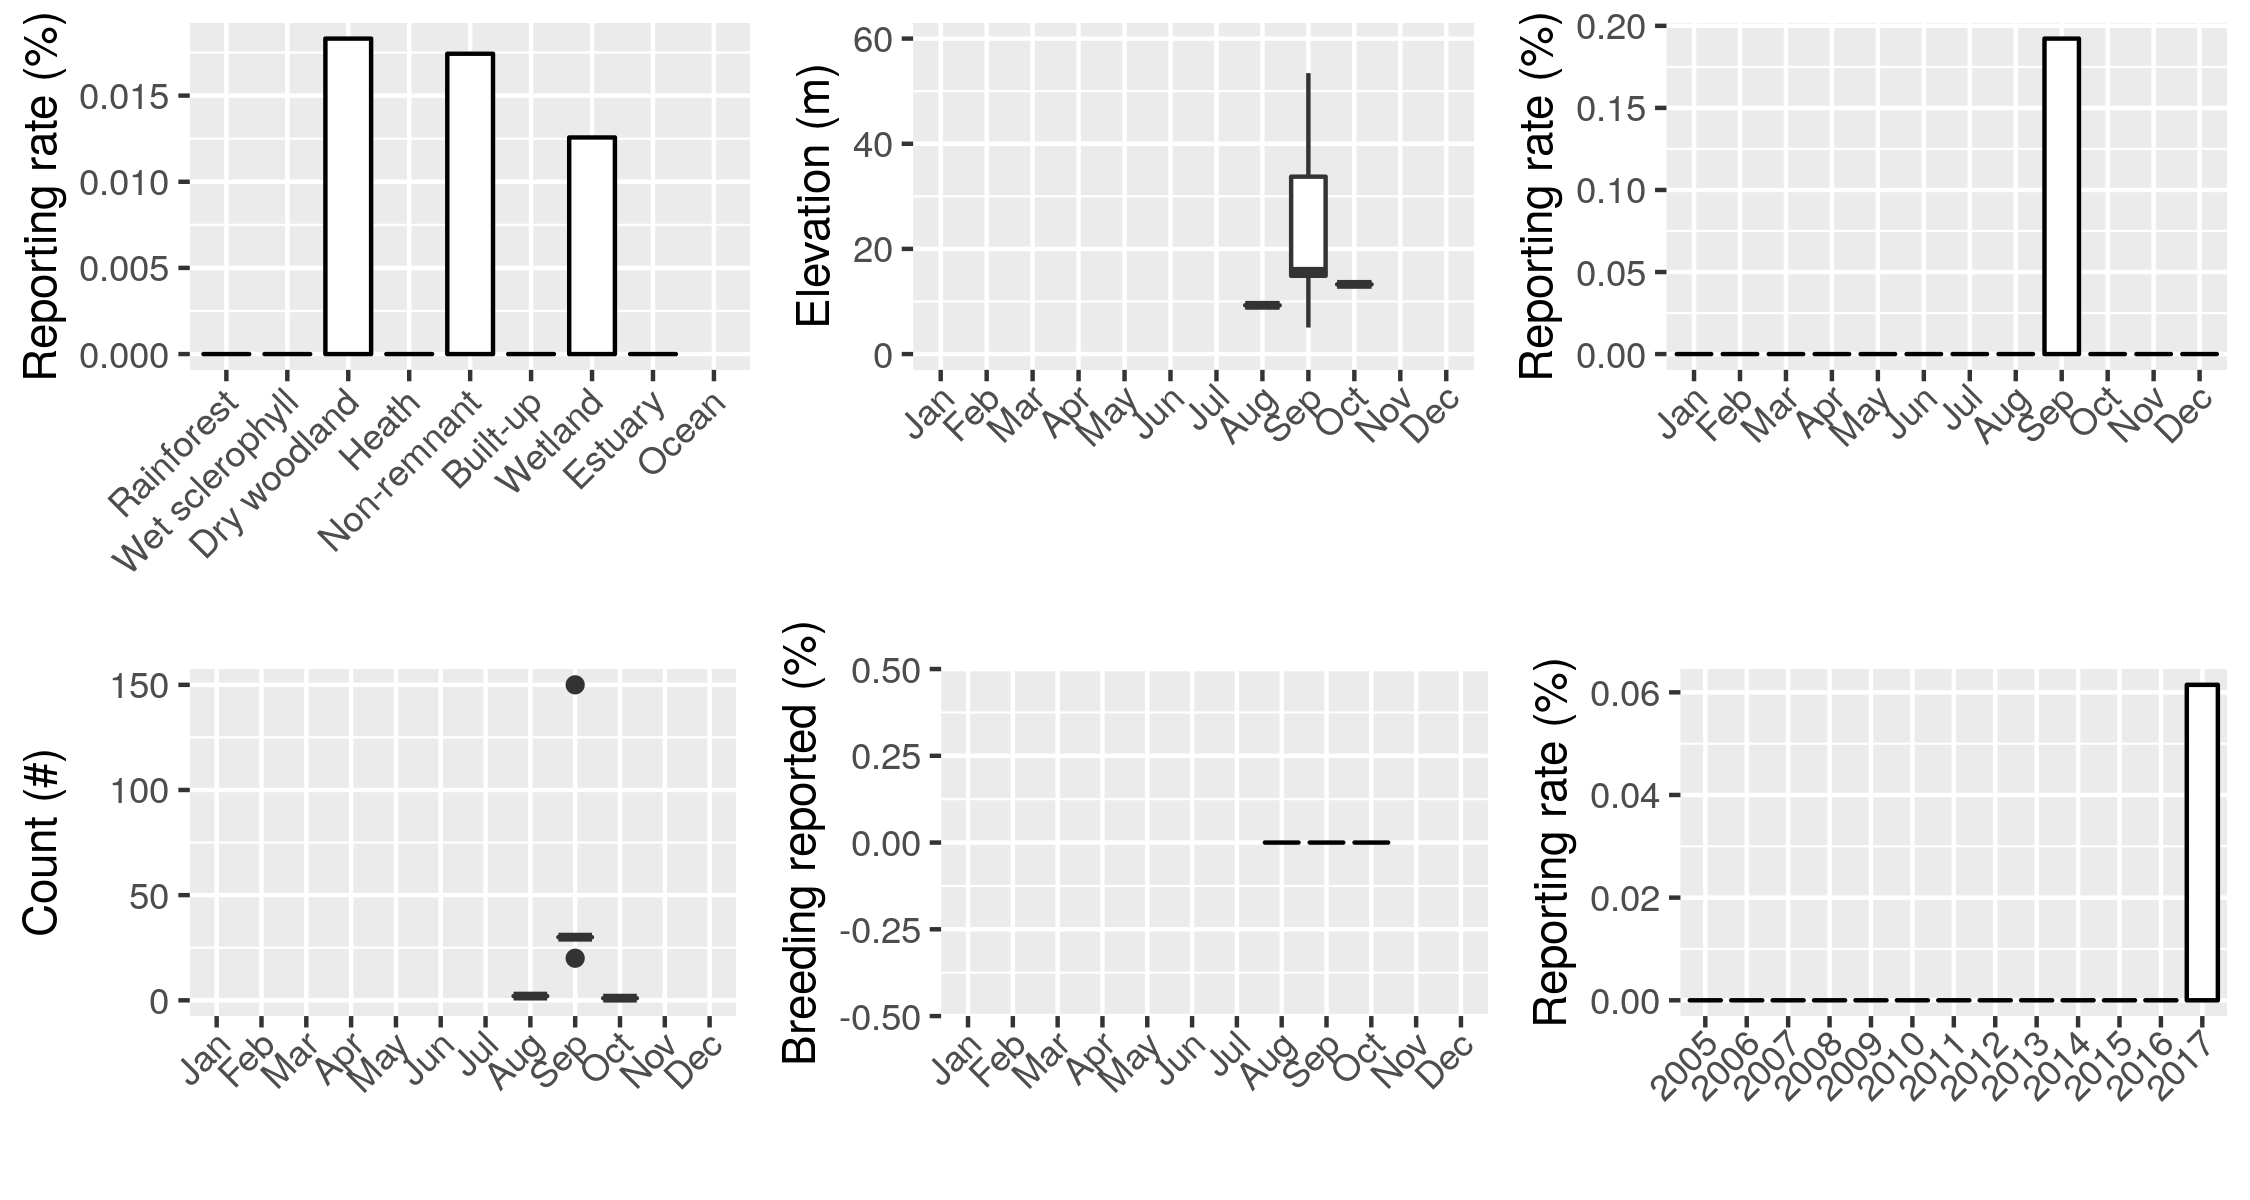 Reporting rate (%)
0.015
0.010
0.005
0.000
Rainforest
Wet sclerophyll
Dry woodland
Heath
Non-remnant
Built-up
Wetland
Estuary
Ocean
Elevation (m)
60
40
20
0
Jan
Feb
Mar
Apr
May
Jun
Jul
Aug
Sep
Oct
Nov
Dec
Reporting rate (%)
0.20
0.15
0.10
0.05
0.00
Jan
Feb
Mar
Apr
May
Jun
Jul
Aug
Sep
Oct
Nov
Dec
Count (#)
150
100
50
0
Jan
Feb
Mar
Apr
May
Jun
Jul
Aug
Sep
Oct
Nov
Dec
Breeding reported (%)
0.50
0.25
0.00
-0.25
-0.50
Jan
Feb
Mar
Apr
May
Jun
Jul
Aug
Sep
Oct
Nov
Dec
Reporting rate (%)
0.06
0.04
0.02
0.00
2005
2006
2007
2008
2009
2010
2011
2012
2013
2014
2015
2016
2017